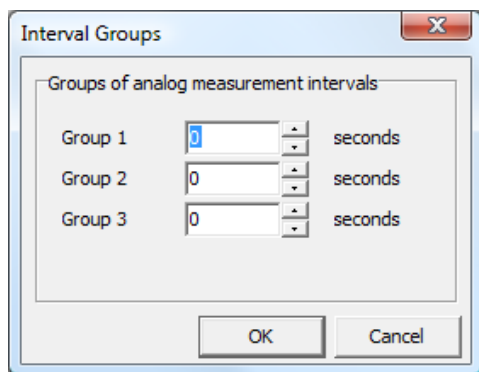 Interval Groups
Groups of analog measurement intervals
Group 1 0 seconds
Group 2 0 seconds
Group 3 0 seconds
OK Cancel